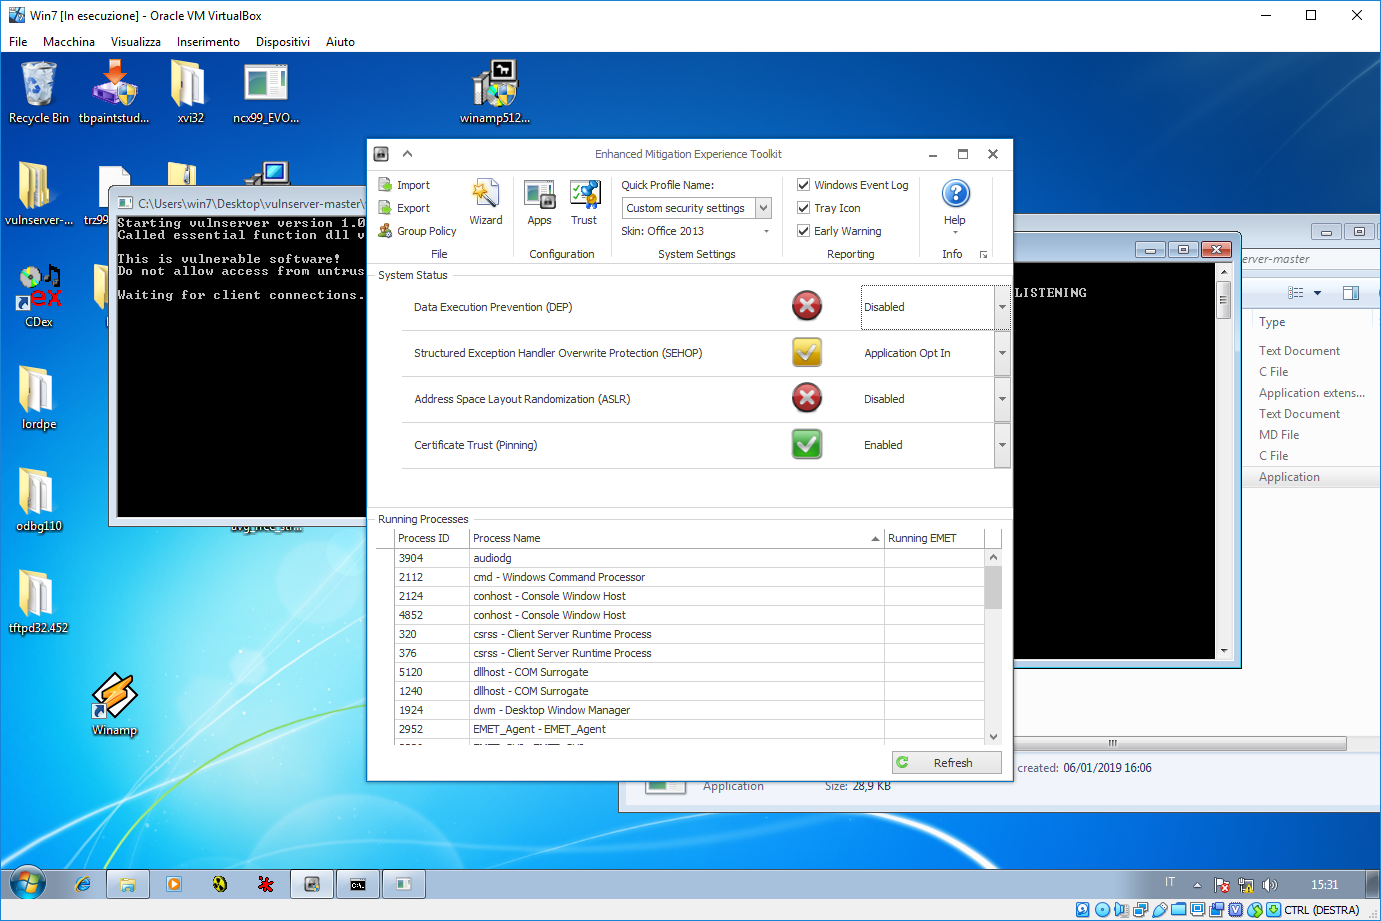 Win7 [In esecuzione] - Oracle VM VirtualBox
File Macchina Visualizza Inserimento Dispositivi Aiuto
Recycle Bin
tbpaintstud...
xvi32
ncx99_EVO...
winamp512...
vulnserver-...
trz99
CDex
lordpe
odbg110
tftpd32.452
Winamp
C:\Users\win7\Desktop\vulnserver-master\
Starting vulnserver version 1.0
Called essential function dll v
This is vulnerable software!
Do not allow access from untrus
Waiting for client connections.
Enhanced Mitigation Experience Toolkit
Import
Export
Group Policy
Wizard
File
Apps
Trust
Configuration
Quick Profile Name:
Custom security settings
Skin: Office 2013
System Settings
Windows Event Log
Tray Icon
Early Warning
Reporting
Help
Info
System Status
Data Execution Prevention (DEP) Disabled
Structured Exception Handler Overwrite Protection (SEHOP) Application Opt In
Address Space Layout Randomization (ASLR) Disabled
Certificate Trust (Pinning) Enabled
Running Processes
Process ID Process Name Running EMET
3904 audiodg
2112 cmd - Windows Command Processor
2124 conhost - Console Window Host
4852 conhost - Console Window Host
320 csrss - Client Server Runtime Process
376 csrss - Client Server Runtime Process
5120 dllhost - COM Surrogate
1240 dllhost - COM Surrogate
1924 dwm - Desktop Window Manager
2952 EMET_Agent - EMET_Agent
Refresh
LISTENING
erver-master
Type
Text Document
C File
Application extens...
Text Document
MD File
C File
Application
created: 06/01/2019 16:06
Application
Size: 28,9 KB
IT
15:31
CTRL (DESTRA)